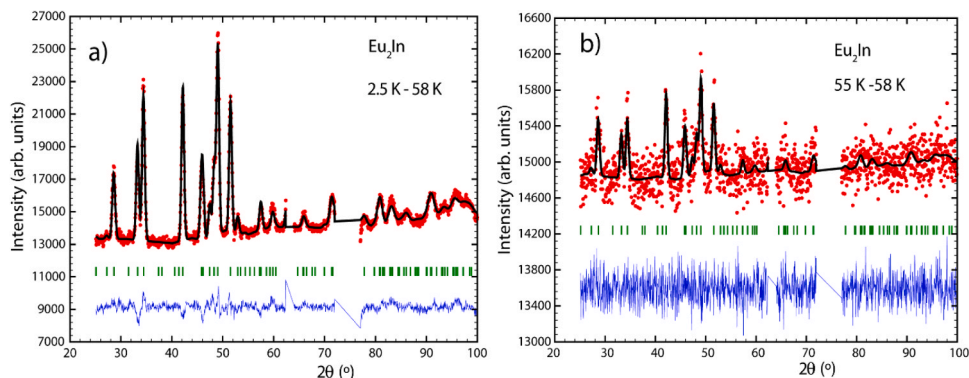 a)
Eu₂In
2.5 K - 58 K
Intensity (arb. units)
27000
25000
23000
21000
19000
17000
15000
13000
11000
9000
7000
20 30 40 50 60 70 80 90 100
2θ (º)
b)
Eu₂In
55 K -58 K
Intensity (arb. units)
16600
16200
15800
15400
15000
14600
14200
13800
13400
13000
20 30 40 50 60 70 80 90 100
2θ (º)